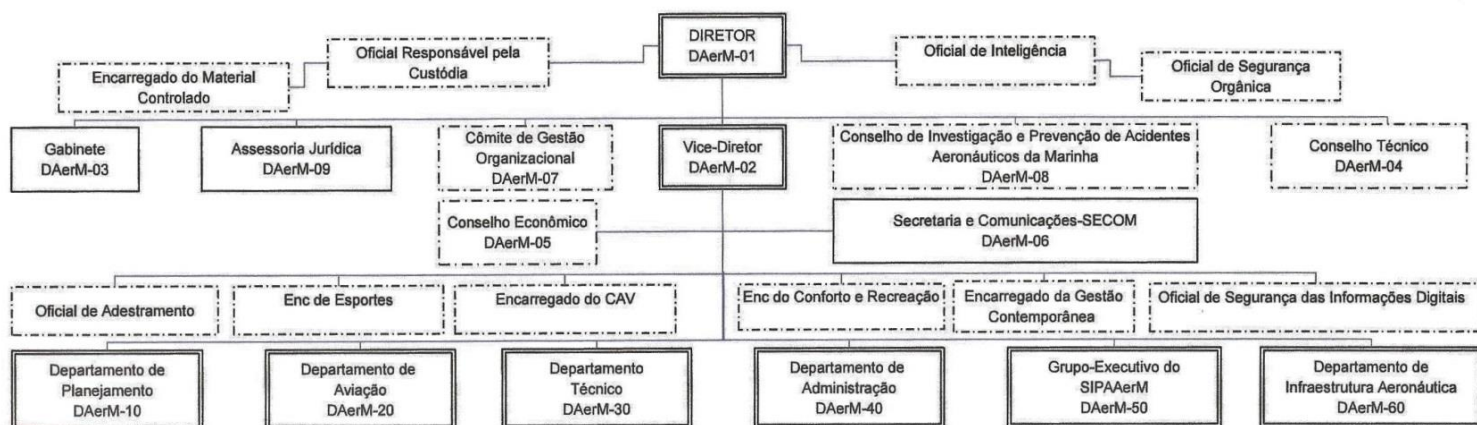 DIRETOR
DAerM-01
Oficial Responsável pela
Custódia
Oficial de Inteligência
Encarregado do Material
Controlado
Oficial de Segurança
Orgânica
Gabinete
DAerM-03
Assessoria Jurídica
DAerM-09
Cômite de Gestão
Organizacional
DAerM-07
Vice-Diretor
DAerM-02
Conselho de Investigação e Prevenção de Acidentes
Aeronáuticos da Marinha
DAerM-08
Conselho Técnico
DAerM-04
Conselho Econômico
DAerM-05
Secretaria e Comunicações-SECOM
DAerM-06
Oficial de Adestramento
Enc de Esportes
Encarregado do CAV
Enc do Conforto e Recreação
Encarregado da Gestão
Contemporânea
Oficial de Segurança das Informações Digitais
Departamento de
Planejamento
DAerM-10
Departamento de
Aviação
DAerM-20
Departamento
Técnico
DAerM-30
Departamento de
Administração
DAerM-40
Grupo-Executivo do
SIPAAerM
DAerM-50
Departamento de
Infraestrutura Aeronáutica
DAerM-60